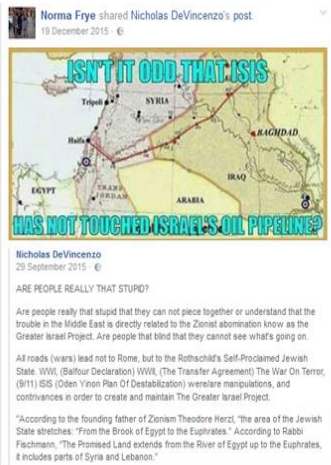 Norma Frye shared Nicholas DeVincenzo's post.
19 December 2015 ·
ISN'T IT ODD THAT ISIS
Tripoli
SYRIA
Haifa
BAGHDAD
IRAQ
EGYPT
TRANS
JORDAN
ARABIA
HAS NOT TOUCHED ISRAEL'S OIL PIPELINE?
Nicholas DeVincenzo
29 September 2015 ·
ARE PEOPLE REALLY THAT STUPID?
Are people really that stupid that they can not piece together or understand that the
trouble in the Middle East is directly related to the Zionist abomination know as the
Greater Israel Project. Are people that blind that they cannot see what's going on.
All roads (wars) lead not to Rome, but to the Rothschild's Self-Proclaimed Jewish
State. WWI, (Balfour Declaration) WWII, (The Transfer Agreement) The War On Terror,
(9/11) ISIS (Oden Yinon Plan Of Destabilization) were/are manipulations, and
contrivances in order to create and maintain The Greater Israel Project.
"According to the founding father of Zionism Theodore Herzl, "the area of the Jewish
State stretches: "From the Brook of Egypt to the Euphrates." According to Rabbi
Fischmann, "The Promised Land extends from the River of Egypt up to the Euphrates,
it includes parts of Syria and Lebanon."